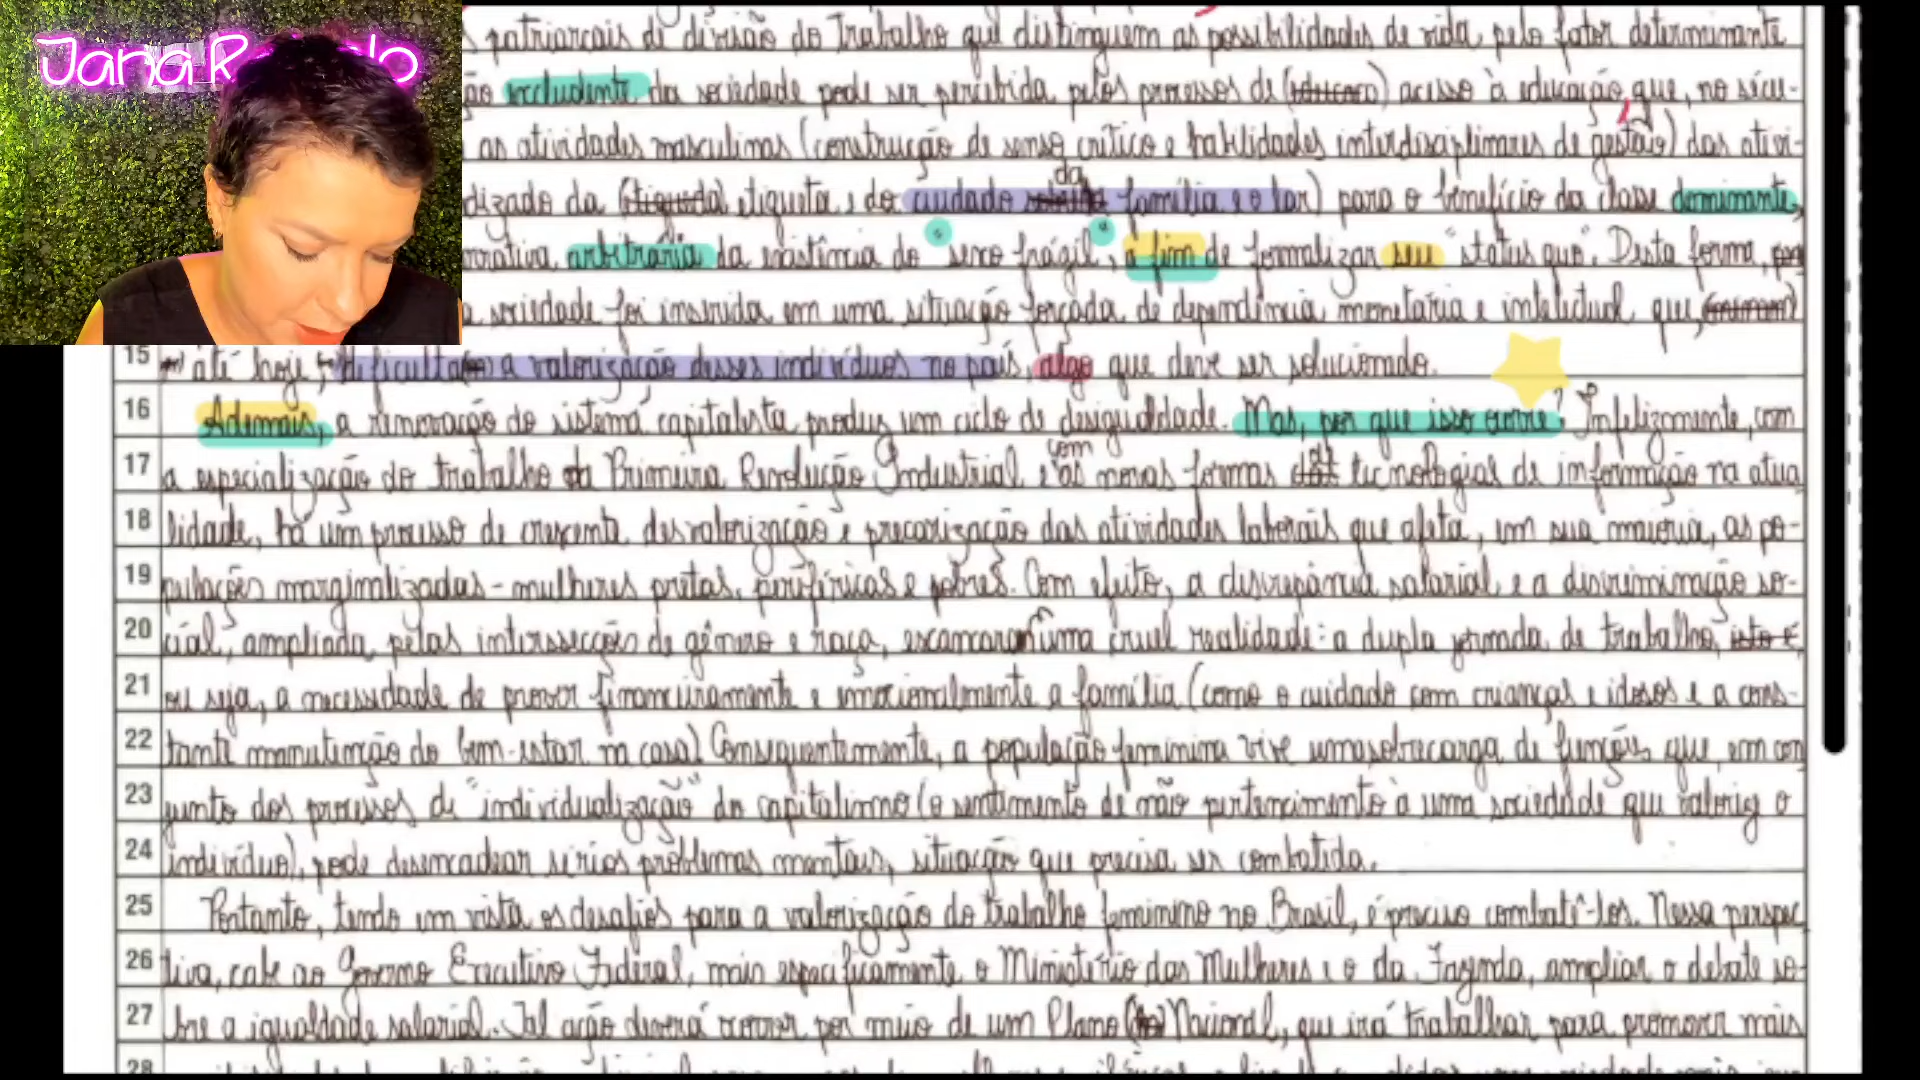 Jana R lo
patriarcais de divisão do trabalho que distinguem as possibilidades de vida pelo fator determinante
ão excludente da sociedade pode ser percebida pelos processos de acesso à educação, que, no sécu-
as atividades masculinas (construção de senso crítico e habilidades interdisciplinares de gestão) das ativi-
dizado da etiqueta e do cuidado da família e o lar) para o benefício da classe dominante,
rrativa arbitrária da existência do "sexo frágil", a fim de formalizar seu "status quo". Desta forma,
a sociedade foi inserida em uma situação forçada de dependência monetária e intelectual que,
15 até hoje, dificulta a valorização desses indivíduos no país, algo que deve ser solucionado.
16 Ademais, a renovação do sistema capitalista produz um ciclo de desigualdade. Mas, por que isso ocorre? Infelizmente, com
17 a especialização do trabalho da Primeira Revolução Industrial e com as novas formas tecnologias de informação na atua
18 lidade, há um processo de crescente desvalorização e precarização das atividades laborais que afeta, em sua maioria, as po-
19 pulações marginalizadas - mulheres pretas, periféricas e pobres. Com efeito, a discrepância salarial e a discriminação so-
20 cial, ampliada pelas intersecções de gênero e raça, escancaram uma cruel realidade: a dupla jornada de trabalho, isto é
21 ou seja, a necessidade de prover financeiramente e emocionalmente a família (como o cuidado com crianças e idosos e a cons-
22 tante manutenção do bem-estar na casa). Consequentemente, a população feminina vive uma sobrecarga de funções que, em con
23 junto dos processos de "individualização" do capitalismo (o sentimento de não pertencimento à uma sociedade que valoriza o
24 indivíduo), pode desencadear sérios problemas mentais, situação que precisa ser combatida.
25 Portanto, tendo em vista os desafios para a valorização do trabalho feminino no Brasil, é preciso combatê-los. Nessa perspec
26 tiva, cabe ao Governo Executivo Federal, mais especificamente o Ministério das Mulheres e o da Fazenda, ampliar o debate so-
27 bre a igualdade salarial. Tal ação deverá ocorrer por meio de um Plano Nacional, que irá trabalhar para promover mais
28